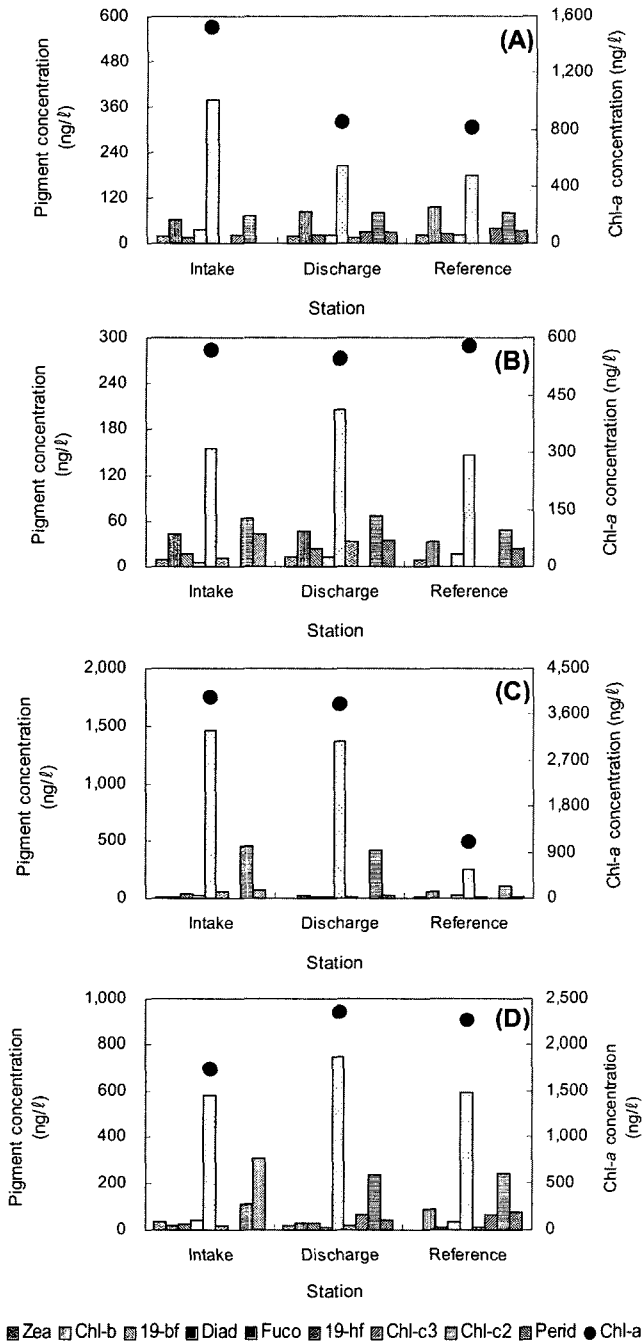 600
480
360
240
120
0
Pigment concentration
(ng/ℓ)
(A)
1,600
1,200
800
400
0
Chl-a concentration (ng/ℓ)
Intake Discharge Reference
Station
300
240
180
120
60
0
Pigment concentration
(ng/ℓ)
(B)
600
450
300
150
0
Chl-a concentration (ng/ℓ)
Intake Discharge Reference
Station
2,000
1,500
1,000
500
0
Pigment concentration
(ng/ℓ)
(C)
4,500
3,600
2,700
1,800
900
0
Chl-a concentration (ng/ℓ)
Intake Discharge Reference
Station
1,000
800
600
400
200
0
Pigment concentration
(ng/ℓ)
(D)
2,500
2,000
1,500
1,000
500
0
Chl-a concentration
(ng/ℓ)
Intake Discharge Reference
Station
Zea Chl-b 19-bf Diad Fuco 19-hf Chl-c3 Chl-c2 Perid Chl-a